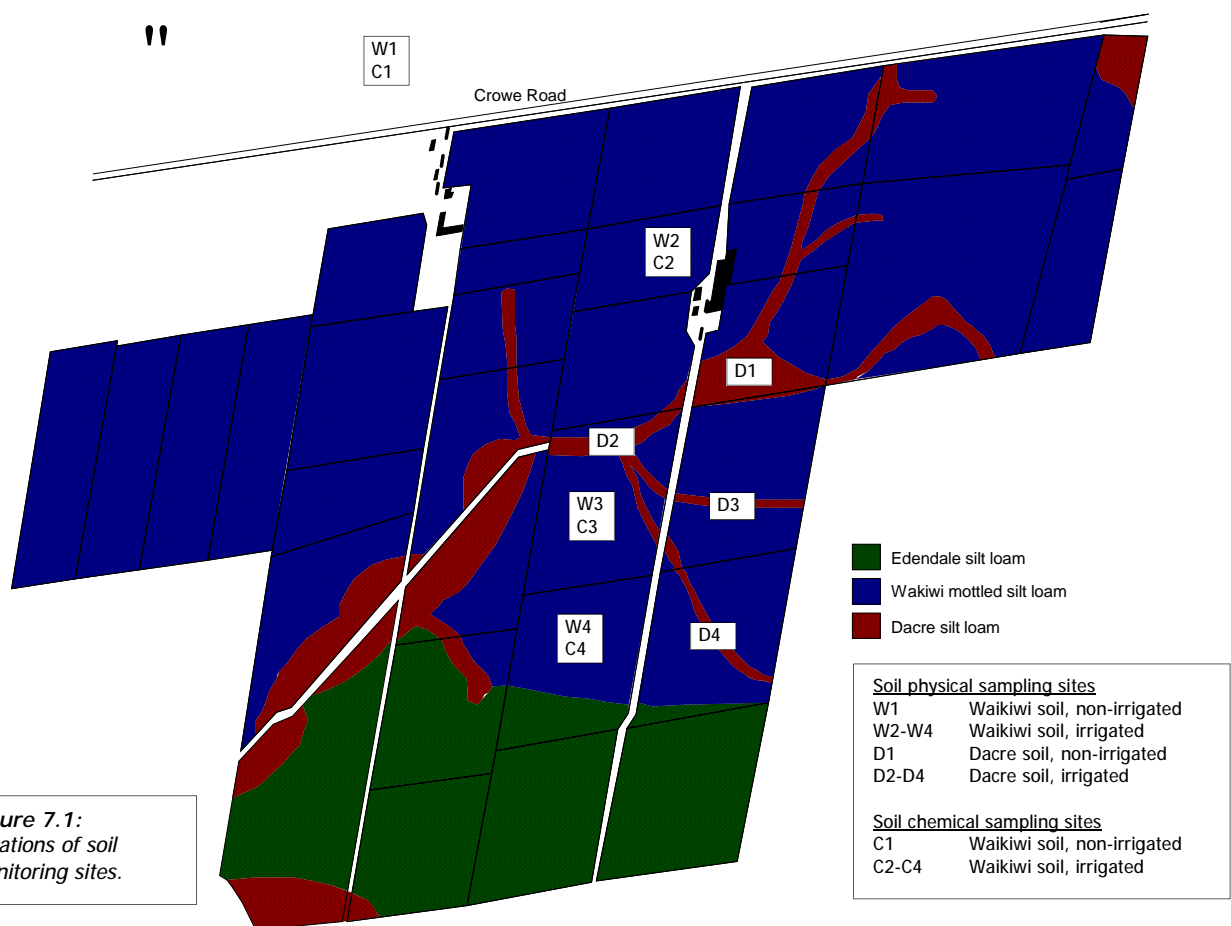 "
W1
C1
Crowe Road
W2
C2
D1
D2
W3
C3
D3
W4
C4
D4
Edendale silt loam
Wakiwi mottled silt loam
Dacre silt loam
Soil physical sampling sites
W1 Waikiwi soil, non-irrigated
W2-W4 Waikiwi soil, irrigated
D1 Dacre soil, non-irrigated
D2-D4 Dacre soil, irrigated
Soil chemical sampling sites
C1 Waikiwi soil, non-irrigated
C2-C4 Waikiwi soil, irrigated
ure 7.1:
ations of soil
nitoring sites.